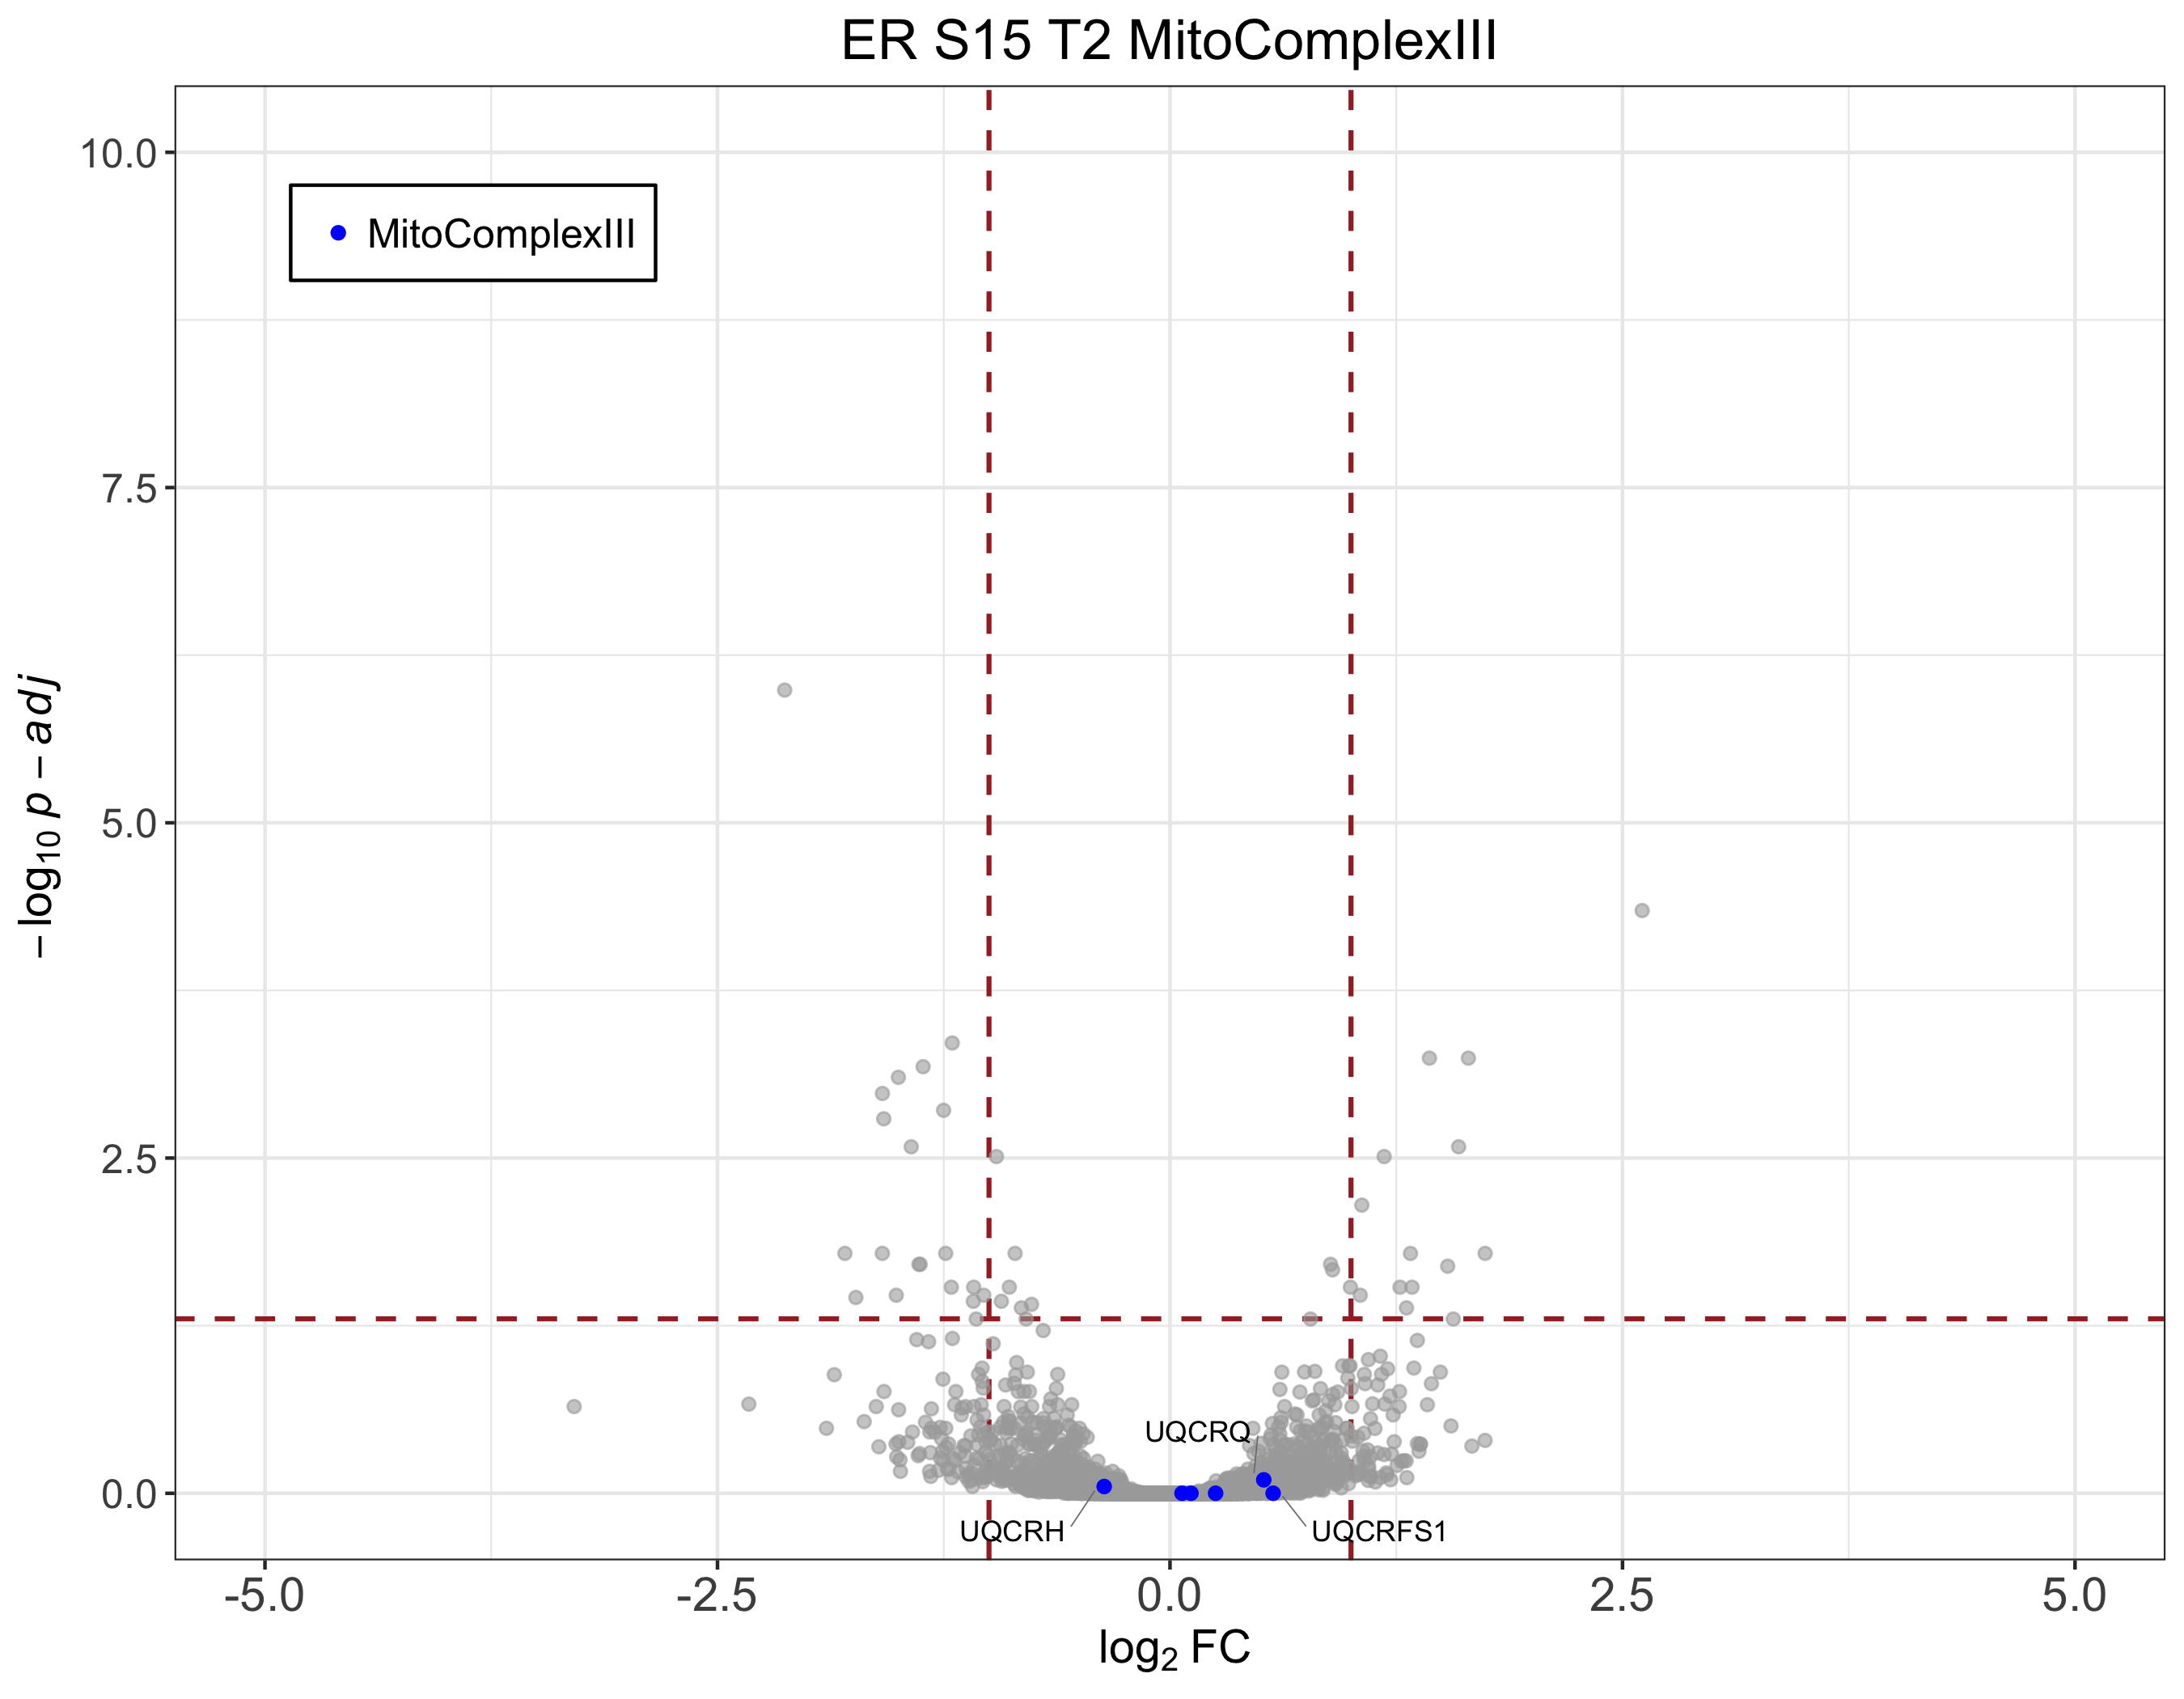 ER S15 T2 MitoComplexIII
10.0
MitoComplexIII
7.5
5.0
2.5
0.0
−log10 p − adj
UQCRQ
UQCRH
UQCRFS1
-5.0
-2.5
0.0
2.5
5.0
log2 FC